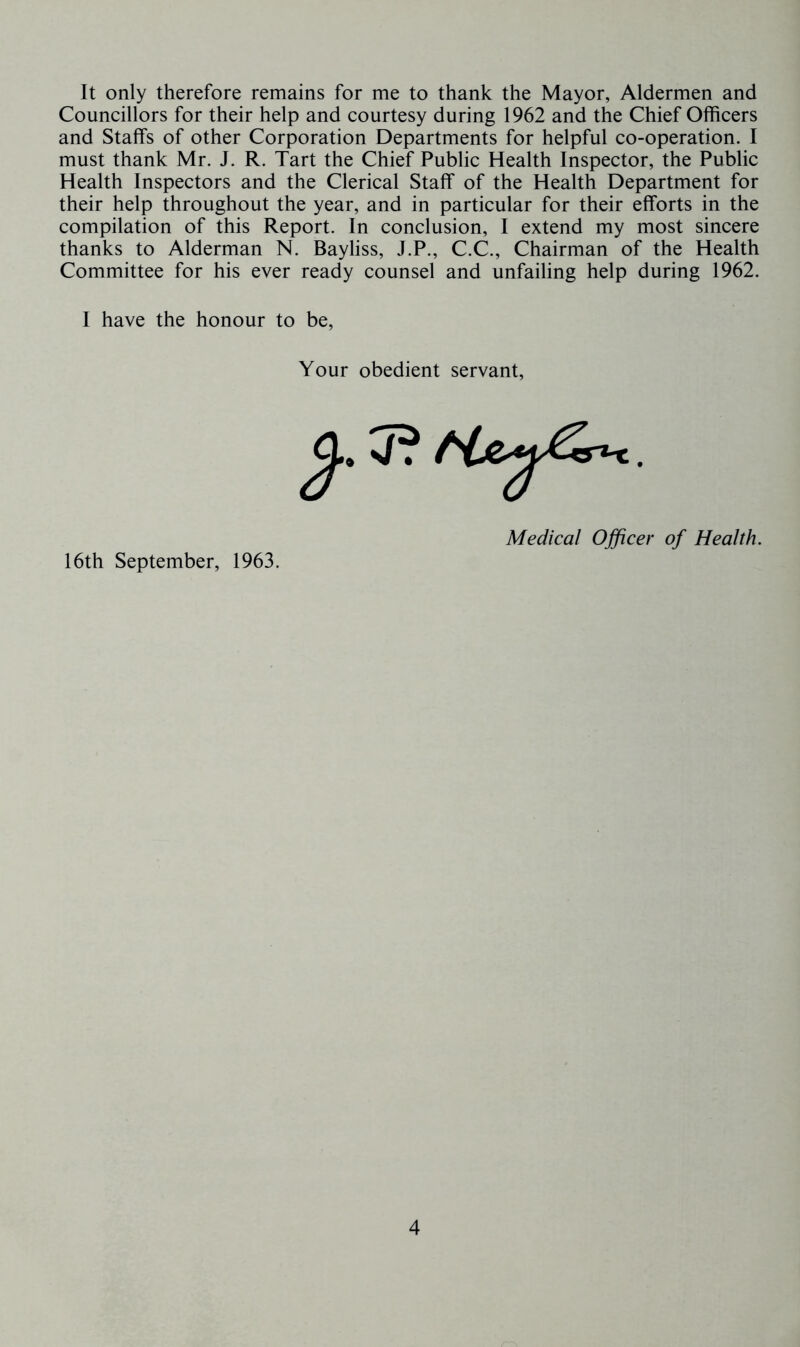 It only therefore remains for me to thank the Mayor, Aldermen and
Councillors for their help and courtesy during 1962 and the Chief Officers
and Staffs of other Corporation Departments for helpful co-operation. I
must thank Mr. J. R. Tart the Chief Public Health Inspector, the Public
Health Inspectors and the Clerical Staff of the Health Department for
their help throughout the year, and in particular for their efforts in the
compilation of this Report. In conclusion, I extend my most sincere
thanks to Alderman N. Bayliss, J.P., C.C., Chairman of the Health
Committee for his ever ready counsel and unfailing help during 1962.
I have the honour to be,
Your obedient servant,
Medical Officer of Health.
16th September, 1963.
4